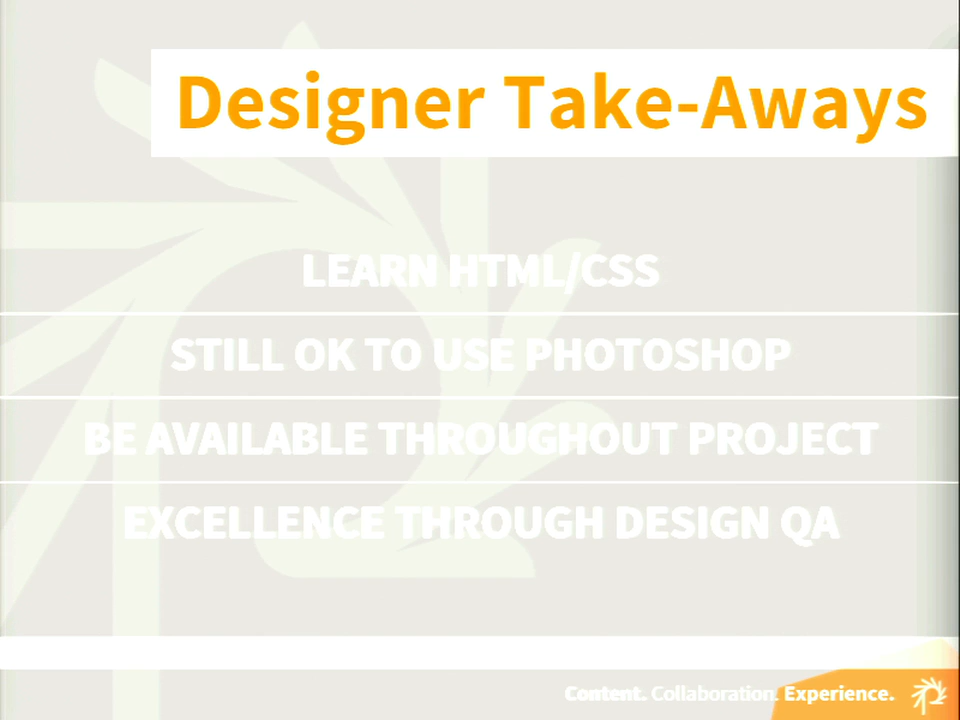 Designer Take-Aways
LEARN HTML/CSS
STILL OK TO USE PHOTOSHOP
BE AVAILABLE THROUGHOUT PROJECT
EXCELLENCE THROUGH DESIGN QA
Content. Collaboration. Experience.